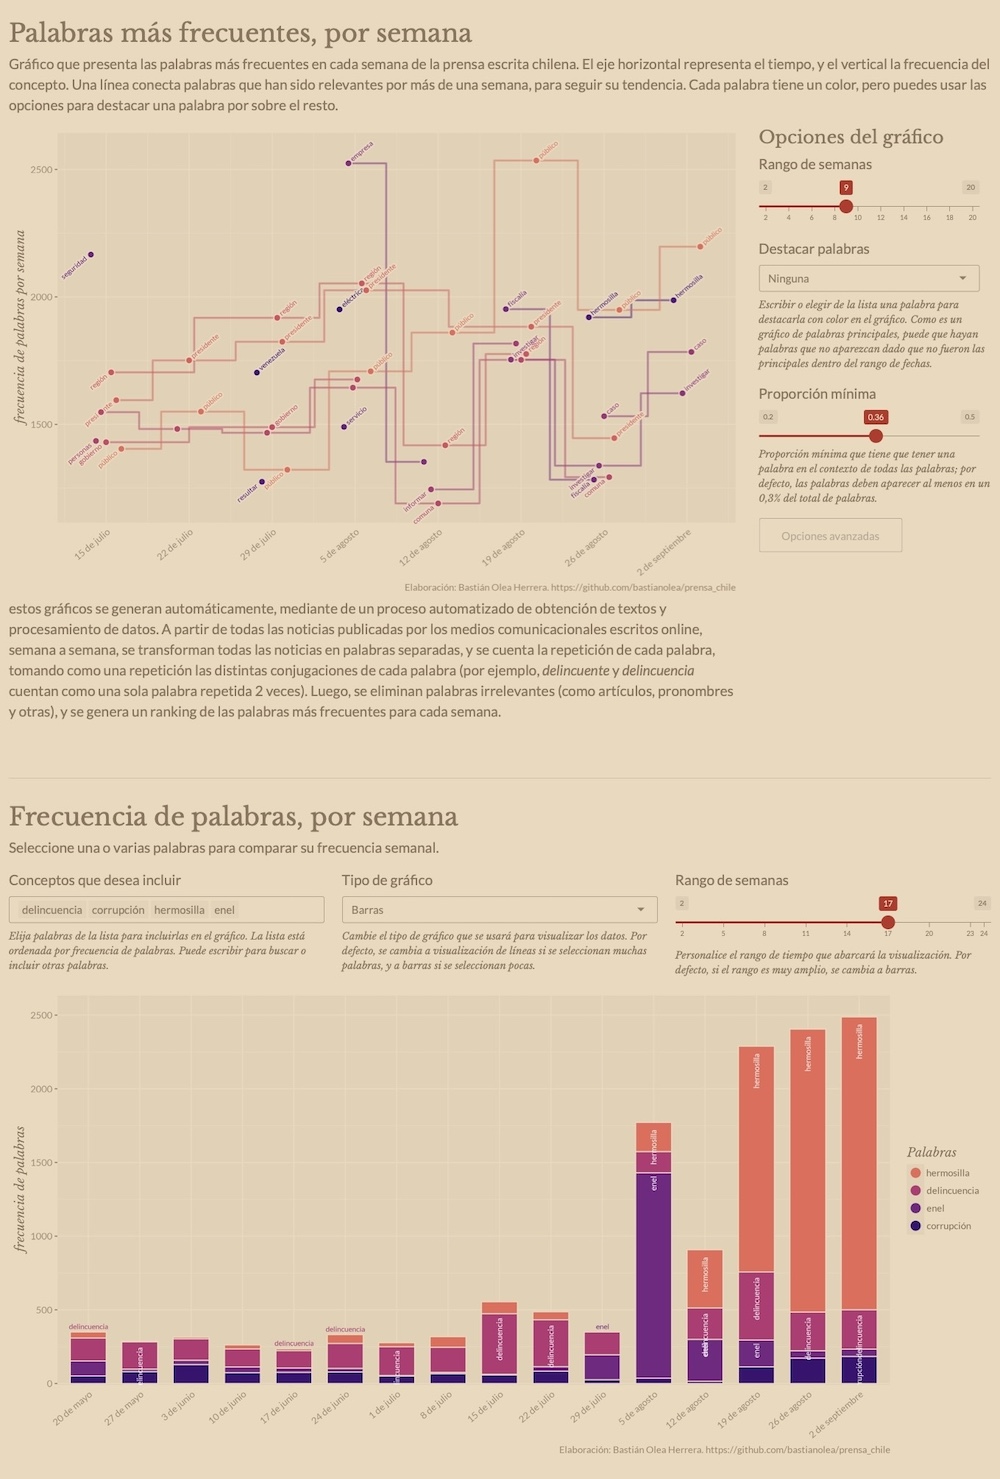 Palabras más frecuentes, por semana
Gráfico que presenta las palabras más frecuentes en cada semana de la prensa escrita chilena. El eje horizontal representa el tiempo, y el vertical la frecuencia del
concepto. Una línea conecta palabras que han sido relevantes por más de una semana, para seguir su tendencia. Cada palabra tiene un color, pero puedes usar las
opciones para destacar una palabra por sobre el resto.
frecuencia de palabras por semana
2500
2000
1500
seguridad
región
personas
gobierno
público
presidente
público
región
presidente
venezuela
gobierno
público
resultar
empresa
región
presidente
eléctrica
público
servicio
público
región
informar
comuna
público
fiscalía
presidente
investigar
región
hermosilla
público
caso
presidente
investigar
fiscalía
comuna
público
hermosilla
caso
investigar
15 de julio
22 de julio
29 de julio
5 de agosto
12 de agosto
19 de agosto
26 de agosto
2 de septiembre
Elaboración: Bastián Olea Herrera. https://github.com/bastianolea/prensa_chile
Opciones del gráfico
Rango de semanas
2 9 20
2 4 6 8 10 12 14 16 18 20
Destacar palabras
Ninguna
Escribir o elegir de la lista una palabra para
destacarla con color en el gráfico. Como es un
gráfico de palabras principales, puede que hayan
palabras que no aparezcan dado que no fueron las
principales dentro del rango de fechas.
Proporción mínima
0.2 0.36 0.5
Proporción mínima que tiene que tener una
palabra en el contexto de todas las palabras; por
defecto, las palabras deben aparecer al menos en un
0,3% del total de palabras.
Opciones avanzadas
estos gráficos se generan automáticamente, mediante de un proceso automatizado de obtención de textos y
procesamiento de datos. A partir de todas las noticias publicadas por los medios comunicacionales escritos online,
semana a semana, se transforman todas las noticias en palabras separadas, y se cuenta la repetición de cada palabra,
tomando como una repetición las distintas conjugaciones de cada palabra (por ejemplo, delincuente y delincuencia
cuentan como una sola palabra repetida 2 veces). Luego, se eliminan palabras irrelevantes (como artículos, pronombres
y otras), y se genera un ranking de las palabras más frecuentes para cada semana.
Frecuencia de palabras, por semana
Seleccione una o varias palabras para comparar su frecuencia semanal.
Conceptos que desea incluir
delincuencia corrupción hermosilla enel
Elija palabras de la lista para incluirlas en el gráfico. La lista está
ordenada por frecuencia de palabras. Puede escribir para buscar o
incluir otras palabras.
Tipo de gráfico
Barras
Cambie el tipo de gráfico que se usará para visualizar los datos. Por
defecto, se cambia a visualización de líneas si se seleccionan muchas
palabras, y a barras si se seleccionan pocas.
Rango de semanas
2 17 24
2 5 8 11 14 17 20 23 24
Personalice el rango de tiempo que abarcará la visualización. Por
defecto, si el rango es muy amplio, se cambia a barras.
frecuencia de palabras
2500
2000
1500
1000
500
0
delincuencia
delincuencia
delincuencia
delincuencia
delincuencia
delincuencia
enel
hermosilla
enel
hermosilla
delincuencia
enel
hermosilla
delincuencia
enel
hermosilla
delincuencia
hermosilla
delincuencia
corrupción
20 de mayo
27 de mayo
3 de junio
10 de junio
17 de junio
24 de junio
1 de julio
8 de julio
15 de julio
22 de julio
29 de julio
5 de agosto
12 de agosto
19 de agosto
26 de agosto
2 de septiembre
Palabras
hermosilla
delincuencia
enel
corrupción
Elaboración: Bastián Olea Herrera. https://github.com/bastianolea/prensa_chile